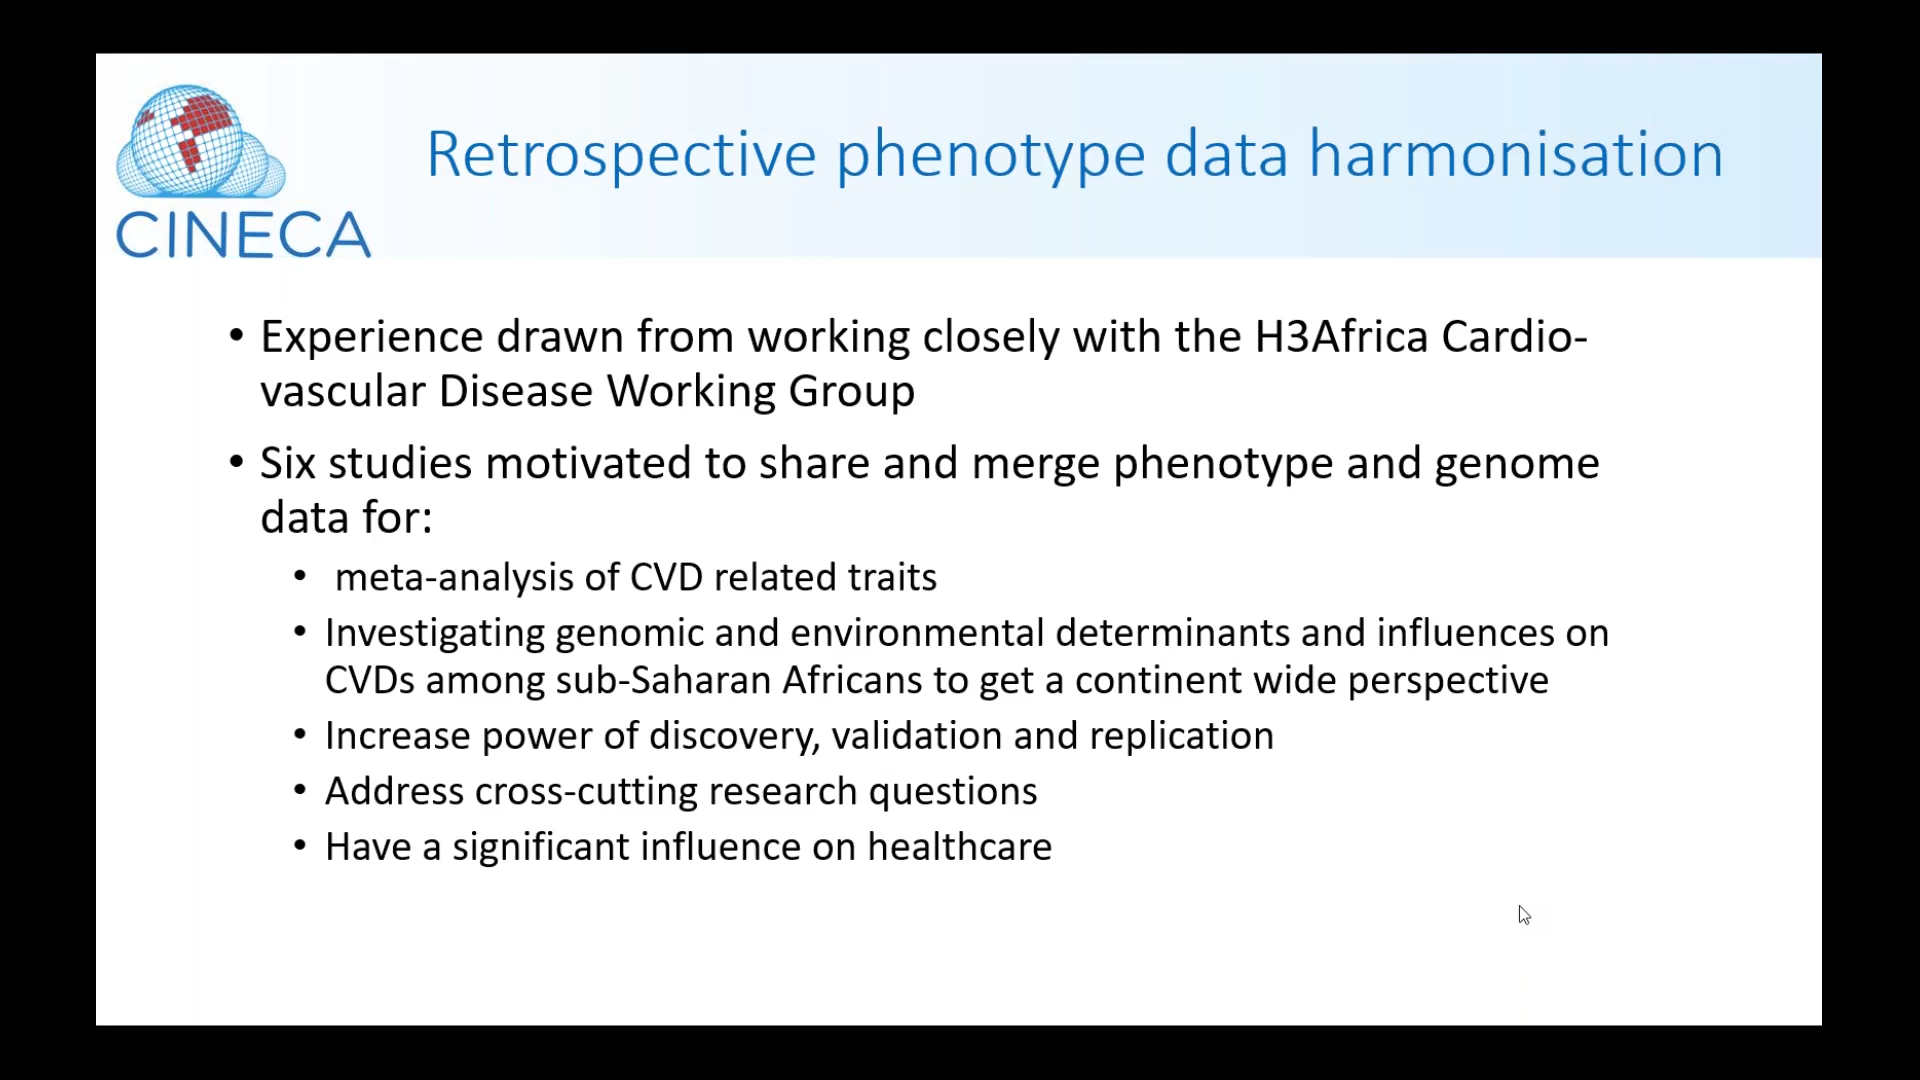 CINECA
Retrospective phenotype data harmonisation
• Experience drawn from working closely with the H3Africa Cardio-
vascular Disease Working Group
• Six studies motivated to share and merge phenotype and genome
data for:
• meta-analysis of CVD related traits
• Investigating genomic and environmental determinants and influences on
CVDs among sub-Saharan Africans to get a continent wide perspective
• Increase power of discovery, validation and replication
• Address cross-cutting research questions
• Have a significant influence on healthcare